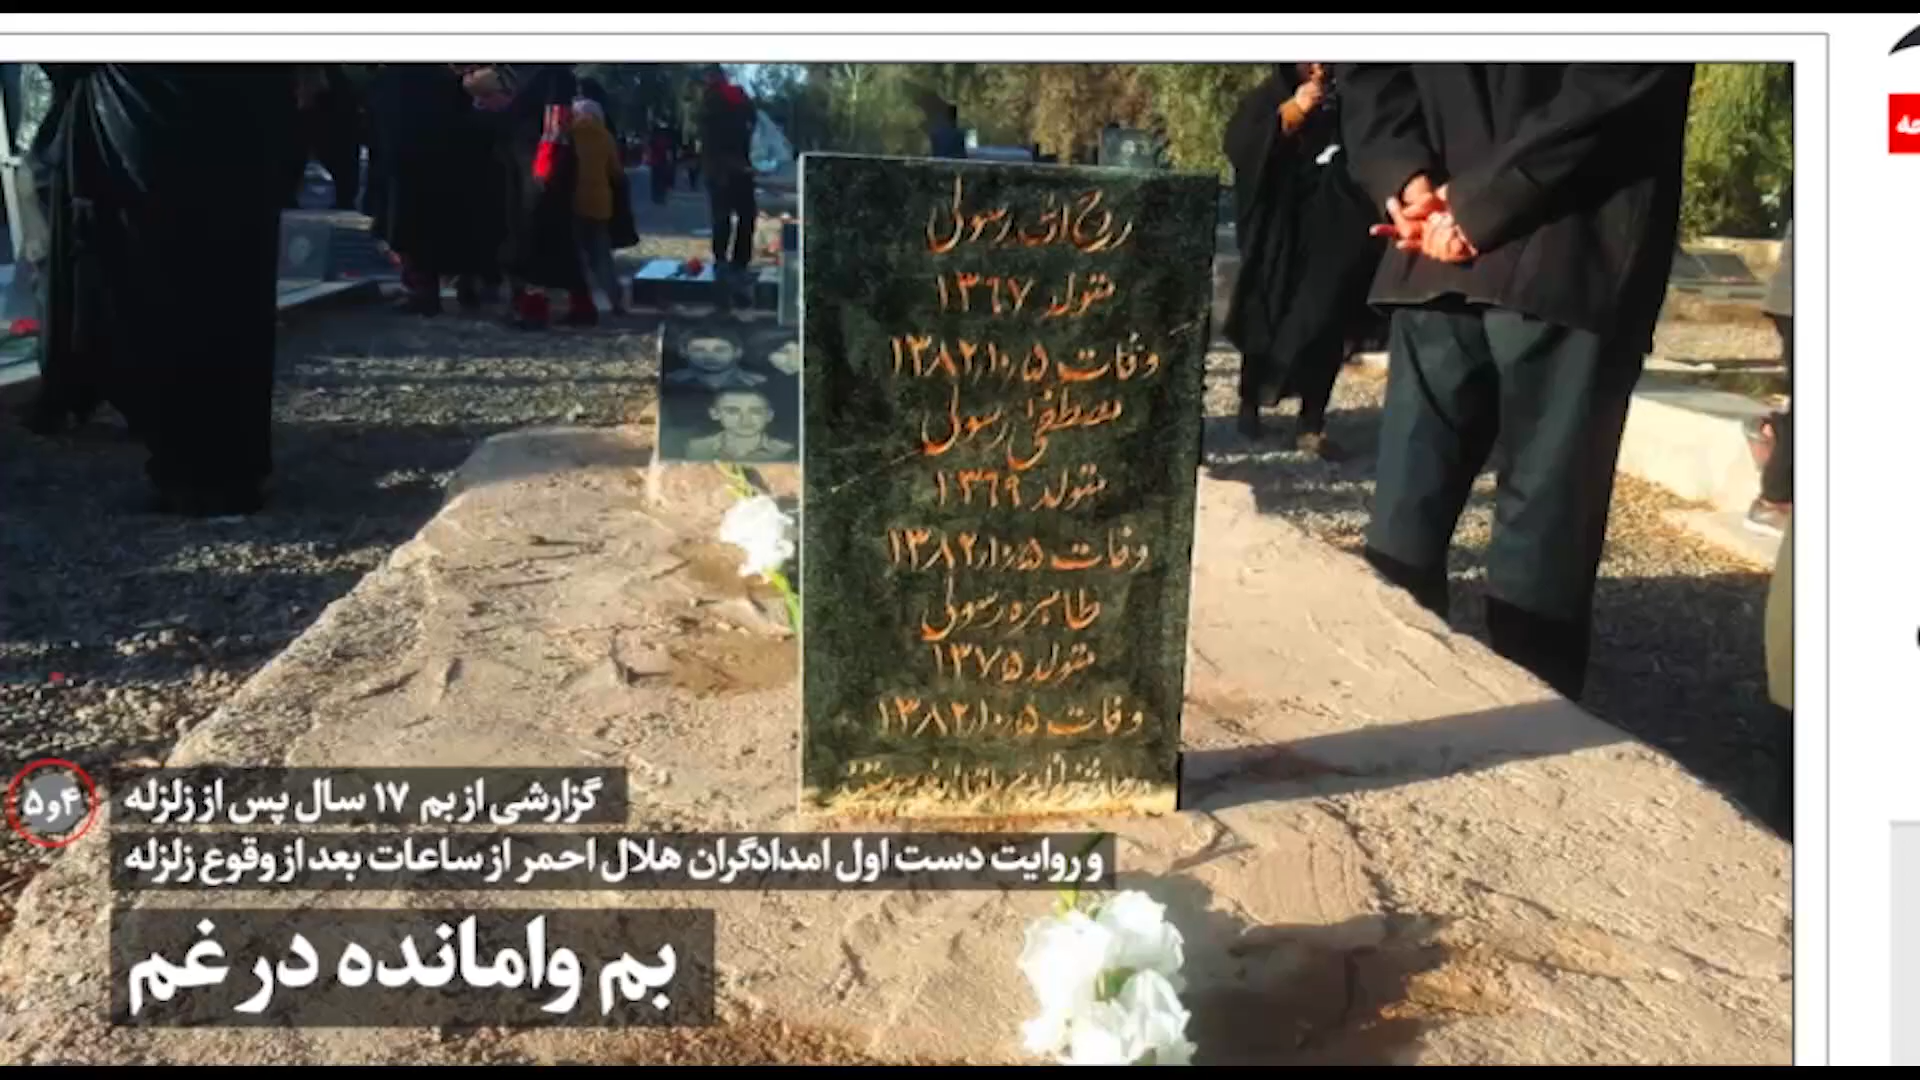 روح الله رسولی
متولد ۱۳۶۷
وفات ۱۳۸۲٫۱۰٫۵
مصطفی رسولی
متولد ۱۳۶۹
وفات ۱۳۸۲٫۱۰٫۵
طاهره رسولی
متولد ۱۳۷۵
وفات ۱۳۸۲٫۱۰٫۵
گزارشی از بم ۱۷ سال پس از زلزله
و روایت دست اول امدادگران هلال احمر از ساعات بعد از وقوع زلزله
۴و۵
بم وامانده در غم